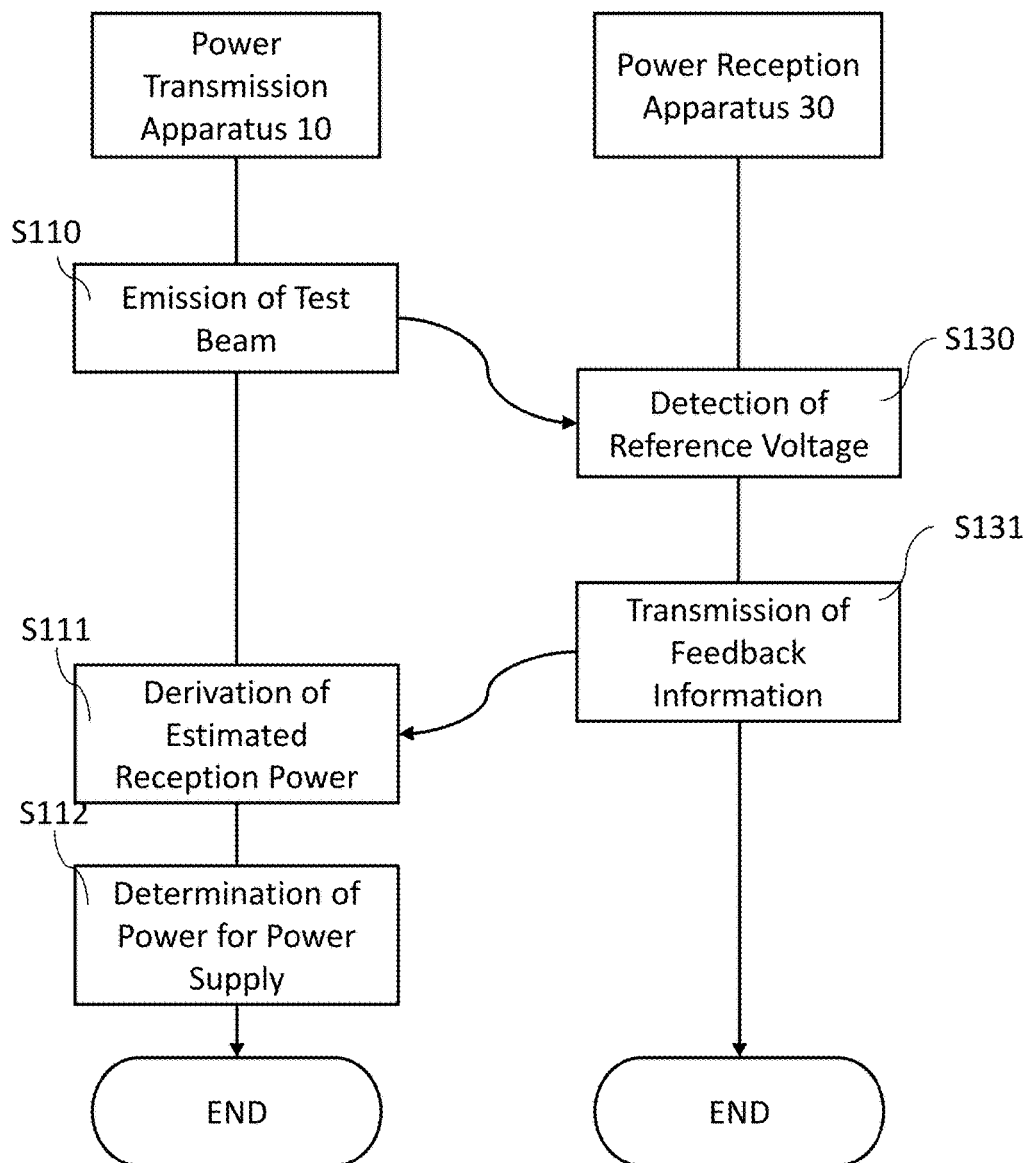 Power
Transmission
Apparatus 10
Power Reception
Apparatus 30
S110
Emission of Test
Beam
S130
Detection of
Reference Voltage
S131
Transmission of
Feedback
Information
S111
Derivation of
Estimated
Reception Power
S112
Determination of
Power for Power
Supply
END
END